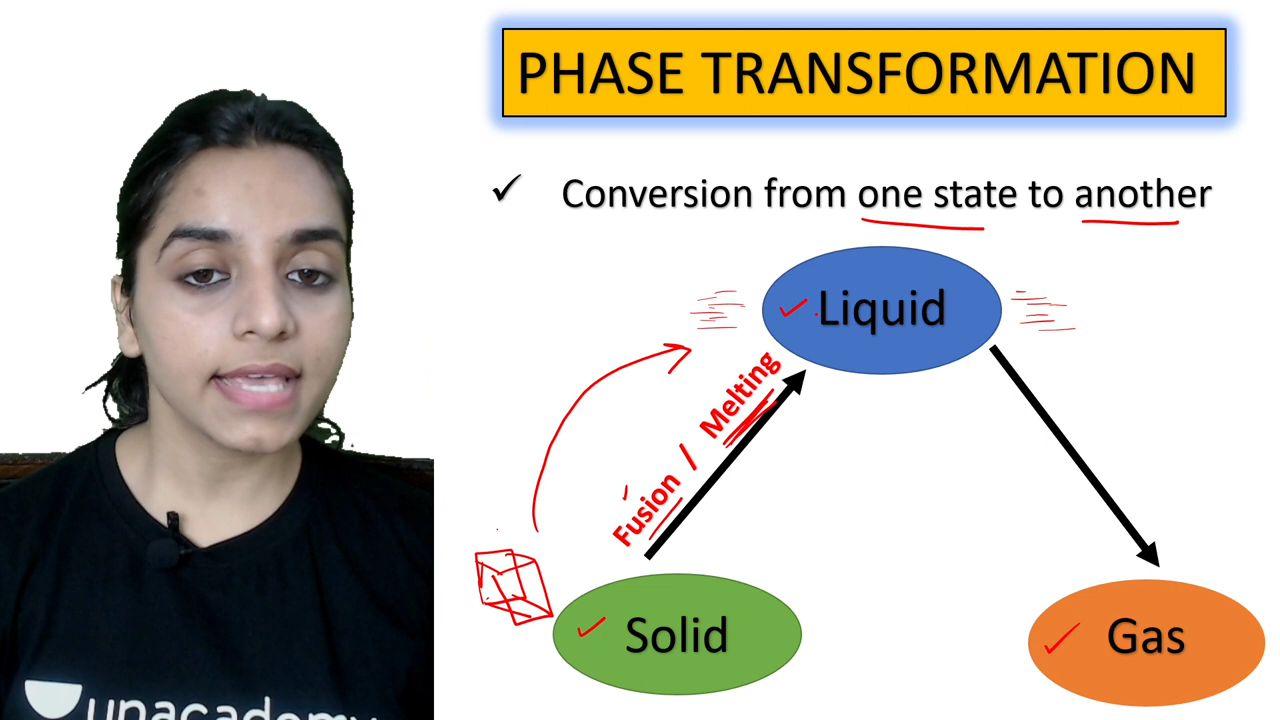 PHASE TRANSFORMATION
✓ Conversion from one state to another
Liquid
Fusion / Melting
Solid
Gas
unacademy